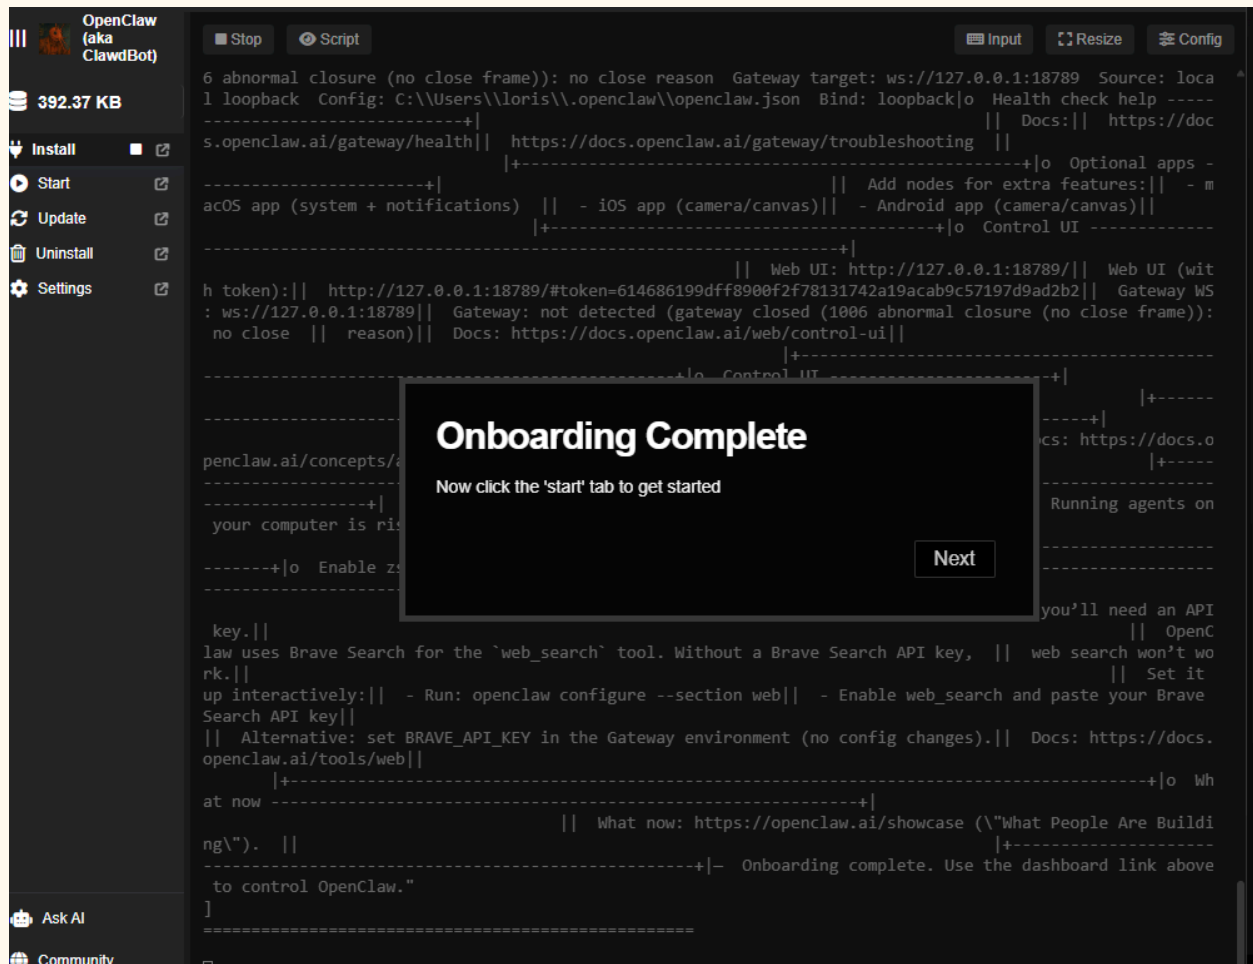 OpenClaw
(aka
ClawdBot)
392.37 KB
Install
Start
Update
Uninstall
Settings
Ask AI
Community
Stop
Script
Input
Resize
Config
6 abnormal closure (no close frame)): no close reason  Gateway target: ws://127.0.0.1:18789  Source: loca
l loopback  Config: C:\\Users\\loris\\.openclaw\\openclaw.json  Bind: loopback|o  Health check help -----
---------------------------+| || Docs:|| https://doc
s.openclaw.ai/gateway/health||  https://docs.openclaw.ai/gateway/troubleshooting  ||
|+----------------------------------------------------+|o  Optional apps -
-----------------------+| ||  Add nodes for extra features:||  - m
acOS app (system + notifications)  ||  - iOS app (camera/canvas)||  - Android app (camera/canvas)||
|+-----------------------------------------+|o  Control UI -------------
------------------------------------------------------------------+|
||  Web UI: http://127.0.0.1:18789/||  Web UI (wit
h token):||  http://127.0.0.1:18789/#token=614686199dff8900f2f78131742a19acab9c57197d9ad2b2||  Gateway WS
: ws://127.0.0.1:18789||  Gateway: not detected (gateway closed (1006 abnormal closure (no close frame)):
no close  ||  reason)||  Docs: https://docs.openclaw.ai/web/control-ui||
|+-------------------------------------------
-------------------------------------------------+|o  Control UI -----------------------+|
|+------
---------------------+|
cs: https://docs.o
penclaw.ai/concepts/a
|+-----
-----------------+| Running agents on
your computer is ris
-------+|o  Enable zs
you'll need an API
key.|| ||  OpenC
law uses Brave Search for the `web_search` tool. Without a Brave Search API key,  ||  web search won't wo
rk.|| ||  Set it
up interactively:||  - Run: openclaw configure --section web||  - Enable web_search and paste your Brave
Search API key||
||  Alternative: set BRAVE_API_KEY in the Gateway environment (no config changes).||  Docs: https://docs.
openclaw.ai/tools/web||
|+-----------------------------------------------------------------------------------------+|o  Wh
at now -------------------------------------------------------------+|
||  What now: https://openclaw.ai/showcase (\"What People Are Buildi
ng\").  || |+---------------------
---------------------------------------------------+|—  Onboarding complete. Use the dashboard link above
to control OpenClaw."
]
===================================================
Onboarding Complete
Now click the 'start' tab to get started
Next